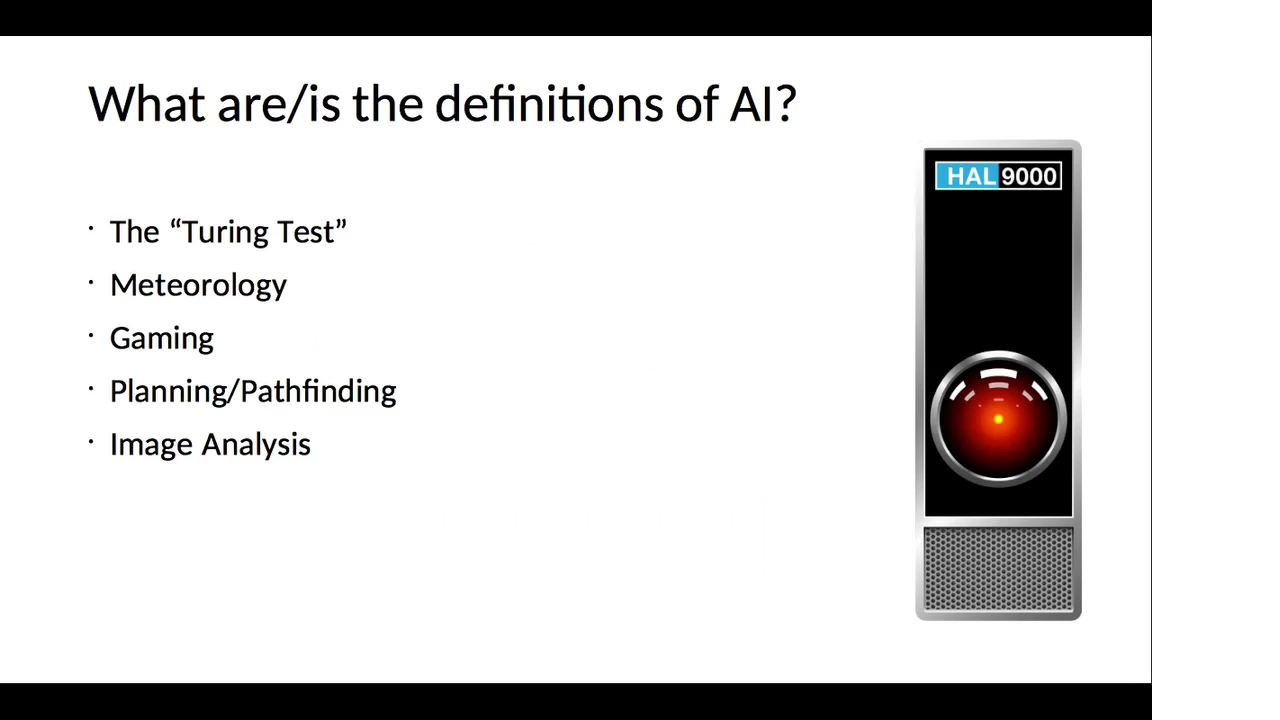 What are/is the definitions of AI?
HAL 9000
· The “Turing Test”
· Meteorology
· Gaming
· Planning/Pathfinding
· Image Analysis